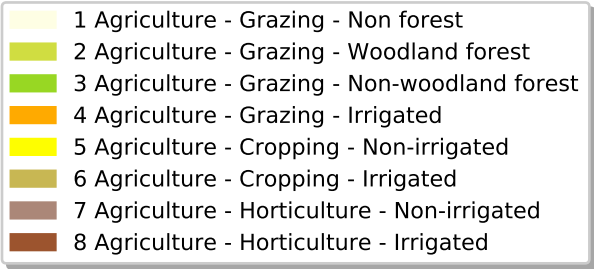 1 Agriculture - Grazing - Non forest
2 Agriculture - Grazing - Woodland forest
3 Agriculture - Grazing - Non-woodland forest
4 Agriculture - Grazing - Irrigated
5 Agriculture - Cropping - Non-irrigated
6 Agriculture - Cropping - Irrigated
7 Agriculture - Horticulture - Non-irrigated
8 Agriculture - Horticulture - Irrigated